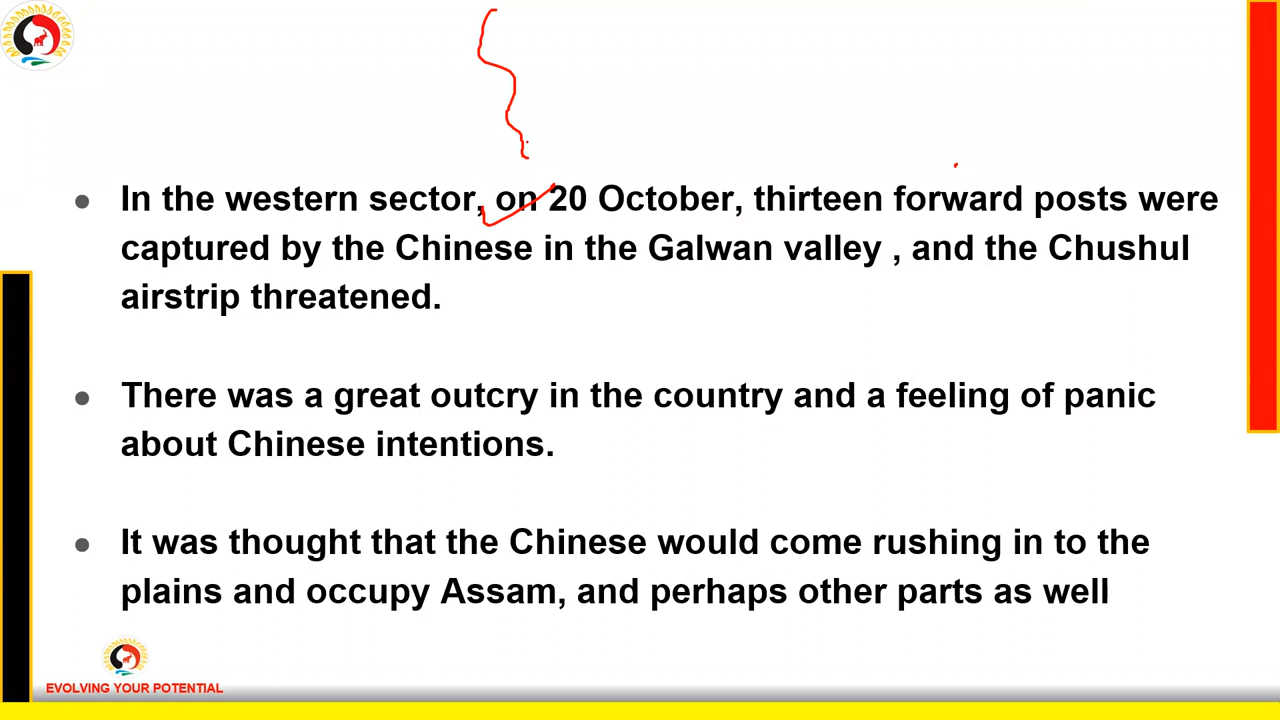 In the western sector, on 20 October, thirteen forward posts were
captured by the Chinese in the Galwan valley , and the Chushul
airstrip threatened.
There was a great outcry in the country and a feeling of panic
about Chinese intentions.
It was thought that the Chinese would come rushing in to the
plains and occupy Assam, and perhaps other parts as well
EVOLVING YOUR POTENTIAL